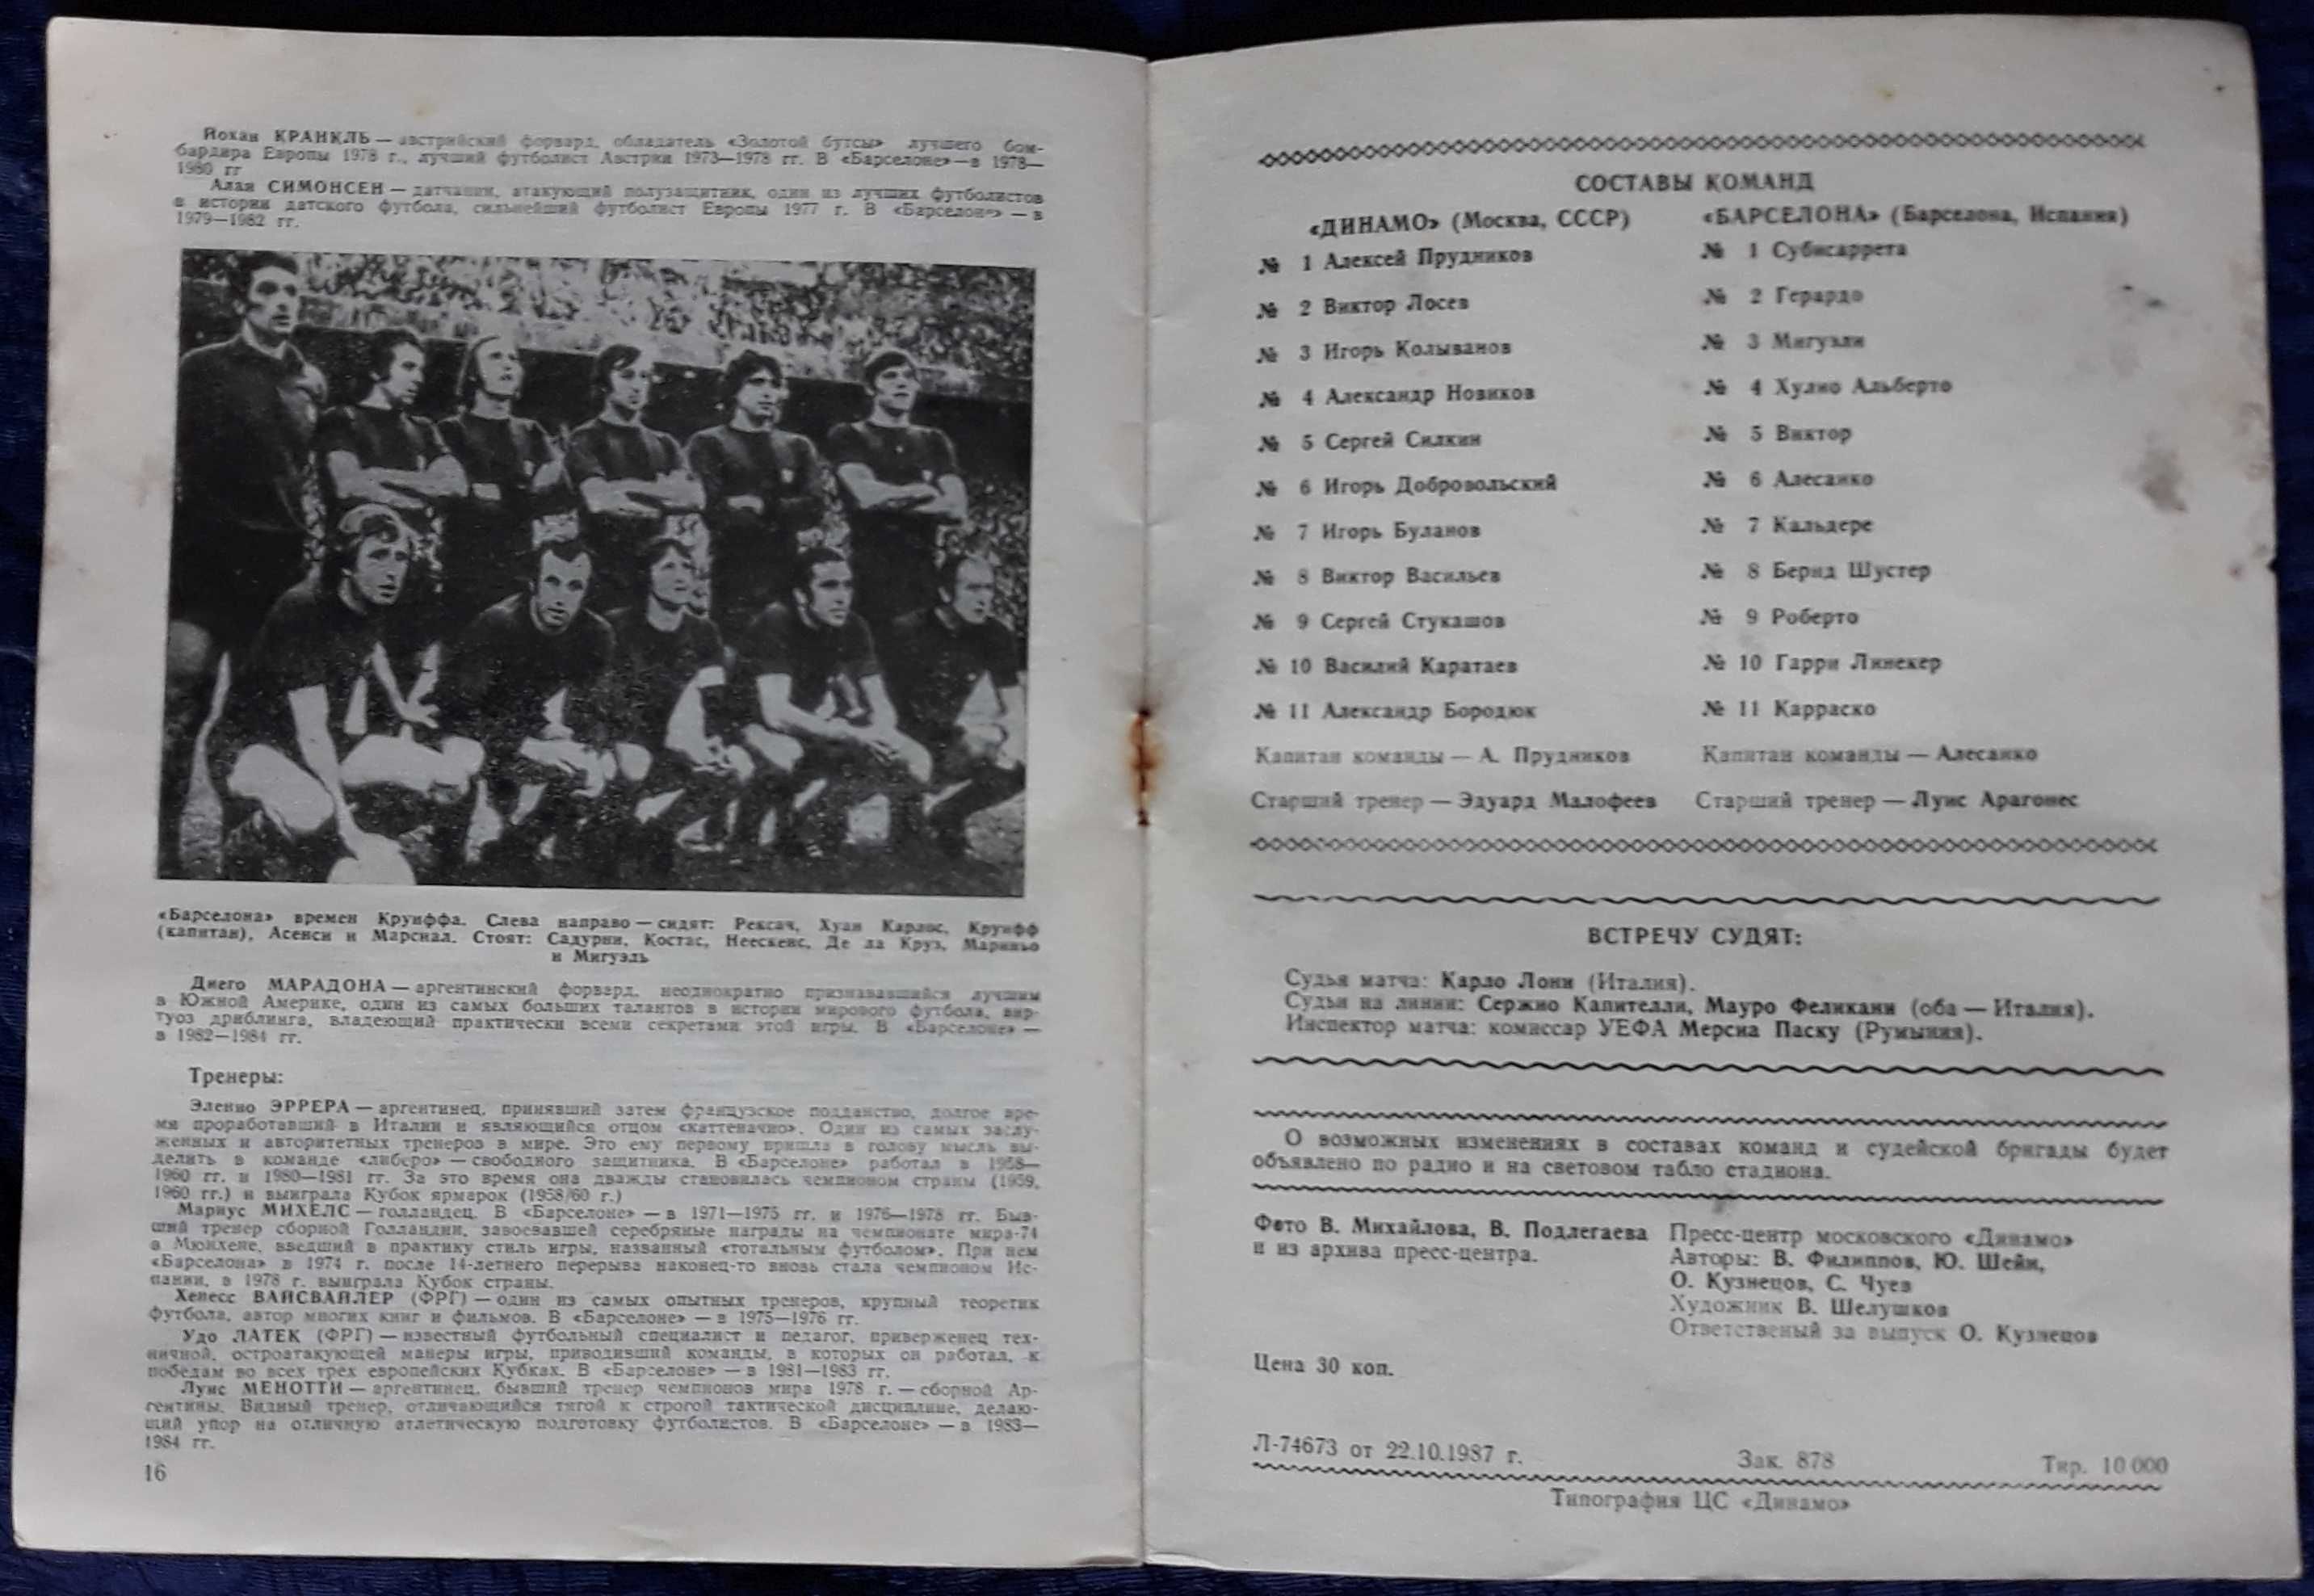 Йохан КРАНКЛЬ — австрийский форвард, обладатель «Золотой бутсы» лучшего бом-
бардира Европы 1978 г., лучший футболист Австрии 1973—1978 гг. В «Барселоне» — в 1978—
1980 гг
Алан СИМОНСЕН — датчанин, атакующий полузащитник, один из лучших футболистов
в истории датского футбола, сильнейший футболист Европы 1977 г. В «Барселоне» — в
1979—1982 гг.
«Барселона» времен Круиффа. Слева направо — сидят: Рексач, Хуан Карлос, Круифф
(капитан), Асенси и Марсиал. Стоят: Садурни, Костас, Неескенс, Де ла Круз, Мариньо
и Мигуэль
Диего МАРАДОНА — аргентинский форвард, неоднократно признававшийся лучшим
в Южной Америке, один из самых больших талантов в истории мирового футбола, вир-
туоз дриблинга, владеющий практически всеми секретами этой игры. В «Барселоне» —
в 1982—1984 гг.
Тренеры:
Эленио ЭРРЕРА — аргентинец, принявший затем французское подданство, долгое вре-
мя проработавший в Италии и являющийся отцом «каттеначио». Один из самых заслу-
женных и авторитетных тренеров в мире. Это ему первому пришла в голову мысль вы-
делить в команде «либеро» — свободного защитника. В «Барселоне» работал в 1958—
1960 гг. и 1980—1981 гг. За это время она дважды становилась чемпионом страны (1959,
1960 гг.) и выиграла Кубок ярмарок (1958/60 г.)
Мариус МИХЕЛС — голландец. В «Барселоне» — в 1971—1975 гг. и 1976—1978 гг. Быв-
ший тренер сборной Голландии, завоевавшей серебряные награды на чемпионате мира-74
в Мюнхене, введший в практику стиль игры, названный «тотальным футболом». При нем
«Барселона» в 1974 г. после 14-летнего перерыва наконец-то вновь стала чемпионом Ис-
пании, в 1978 г. выиграла Кубок страны.
Хенесс ВАЙСВАЙЛЕР (ФРГ) — один из самых опытных тренеров, крупный теоретик
футбола, автор многих книг и фильмов. В «Барселоне» — в 1975—1976 гг.
Удо ЛАТЕК (ФРГ) — известный футбольный специалист и педагог, приверженец тех-
ничной, остроатакующей манеры игры, приводивший команды, в которых он работал, к
победам во всех трех европейских Кубках. В «Барселоне» — в 1981—1983 гг.
Луис МЕНОТТИ — аргентинец, бывший тренер чемпионов мира 1978 г. — сборной Ар-
гентины. Видный тренер, отличающийся тягой к строгой тактической дисциплине, делаю-
щий упор на отличную атлетическую подготовку футболистов. В «Барселоне» — в 1983—
1984 гг.
16
СОСТАВЫ КОМАНД
«ДИНАМО» (Москва, СССР) «БАРСЕЛОНА» (Барселона, Испания)
№ 1 Алексей Прудников № 1 Субисаррета
№ 2 Виктор Лосев № 2 Герардо
№ 3 Игорь Колыванов № 3 Мигуэли
№ 4 Александр Новиков № 4 Хулио Альберто
№ 5 Сергей Силкин № 5 Виктор
№ 6 Игорь Добровольский № 6 Алесанко
№ 7 Игорь Буланов № 7 Кальдере
№ 8 Виктор Васильев № 8 Бернд Шустер
№ 9 Сергей Стукашов № 9 Роберто
№ 10 Василий Каратаев № 10 Гарри Линекер
№ 11 Александр Бородюк № 11 Карраско
Капитан команды — А. Прудников Капитан команды — Алесанко
Старший тренер — Эдуард Малофеев Старший тренер — Луис Арагонес
ВСТРЕЧУ СУДЯТ:
Судья матча: Карло Лони (Италия).
Судьи на линии: Сержио Капителли, Мауро Феликани (оба — Италия).
Инспектор матча: комиссар УЕФА Мерсиа Паску (Румыния).
О возможных изменениях в составах команд и судейской бригады будет
объявлено по радио и на световом табло стадиона.
Фото В. Михайлова, В. Подлегаева
и из архива пресс-центра.
Пресс-центр московского «Динамо»
Авторы: В. Филиппов, Ю. Шейн,
О. Кузнецов, С. Чуев
Художник В. Шелушков
Ответственый за выпуск О. Кузнецов
Цена 30 коп.
Л-74673 от 22.10.1987 г. Зак. 878 Тир. 10 000
Типография ЦС «Динамо»